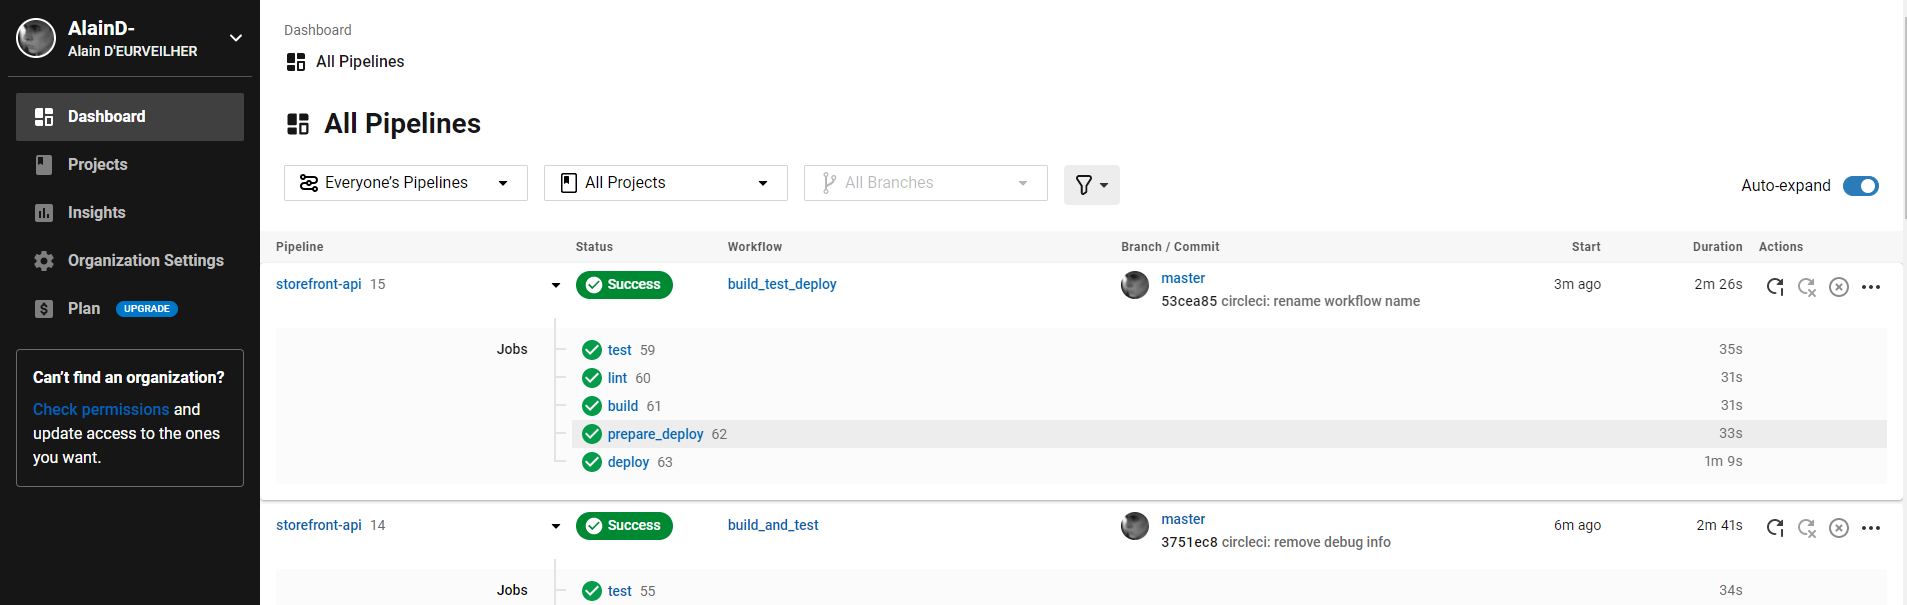 AlainD-
Alain D'EURVEILHER
Dashboard
Projects
Insights
Organization Settings
Plan UPGRADE
Can't find an organization?
Check permissions and
update access to the ones
you want.
Dashboard
All Pipelines
All Pipelines
Everyone's Pipelines All Projects All Branches Auto-expand
Pipeline Status Workflow Branch / Commit Start Duration Actions
storefront-api 15 Success build_test_deploy master 3m ago 2m 26s
53cea85 circleci: rename workflow name
Jobs test 59 35s
lint 60 31s
build 61 31s
prepare_deploy 62 33s
deploy 63 1m 9s
storefront-api 14 Success build_and_test master 6m ago 2m 41s
3751ec8 circleci: remove debug info
Jobs test 55 34s